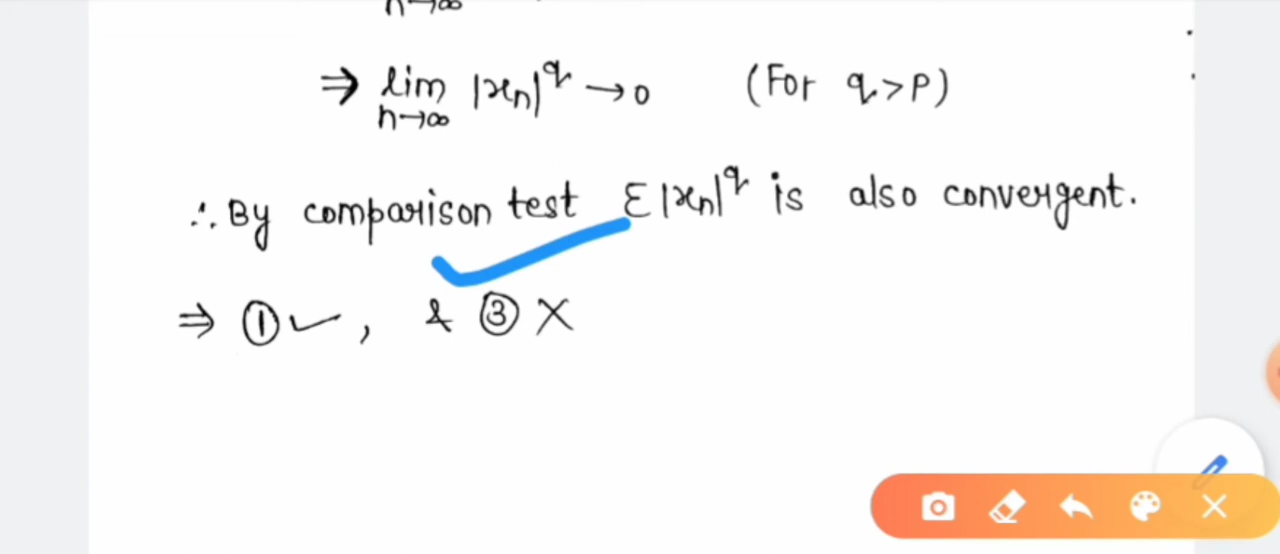 n→∞
⇒ lim |xn|^q → 0 (For q>p)
n→∞
∴ By comparison test Σ|xn|^q is also convergent.
⇒ ① ✓, & ③ X